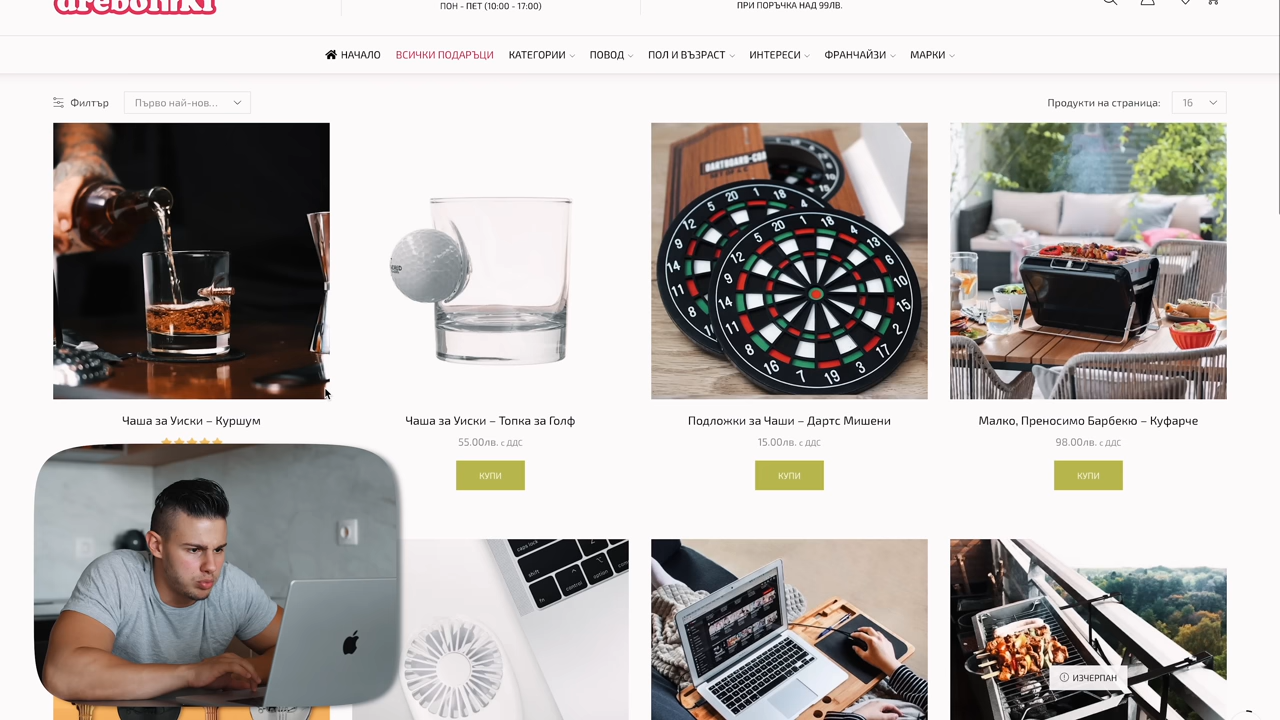 drebolinki
ПОН - ПЕТ (10:00 - 17:00)
ПРИ ПОРЪЧКА НАД 99ЛВ.
НАЧАЛО ВСИЧКИ ПОДАРЪЦИ КАТЕГОРИИ ПОВОД ПОЛ И ВЪЗРАСТ ИНТЕРЕСИ ФРАНЧАЙЗИ МАРКИ
Филтър Първо най-нов...
Продукти на страница: 16
Чаша за Уиски – Куршум
Чаша за Уиски – Топка за Голф
55.00лв. с ДДС
КУПИ
Подложки за Чаши – Дартс Мишени
15.00лв. с ДДС
КУПИ
Малко, Преносимо Барбекю – Куфарче
98.00лв. с ДДС
КУПИ
ИЗЧЕРПАН